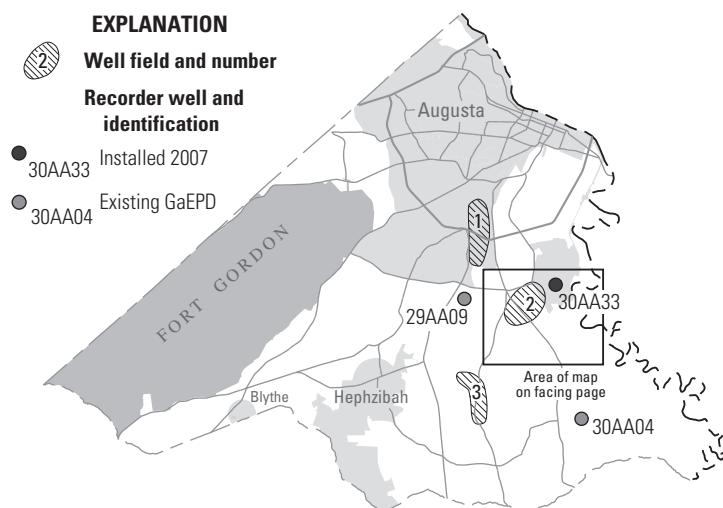 EXPLANATION
2
Well field and number
Recorder well and
identification
30AA33 Installed 2007
30AA04 Existing GaEPD
Augusta
FORT GORDON
1
2
30AA33
29AA09
Area of map
on facing page
Blythe
Hephzibah
3
30AA04